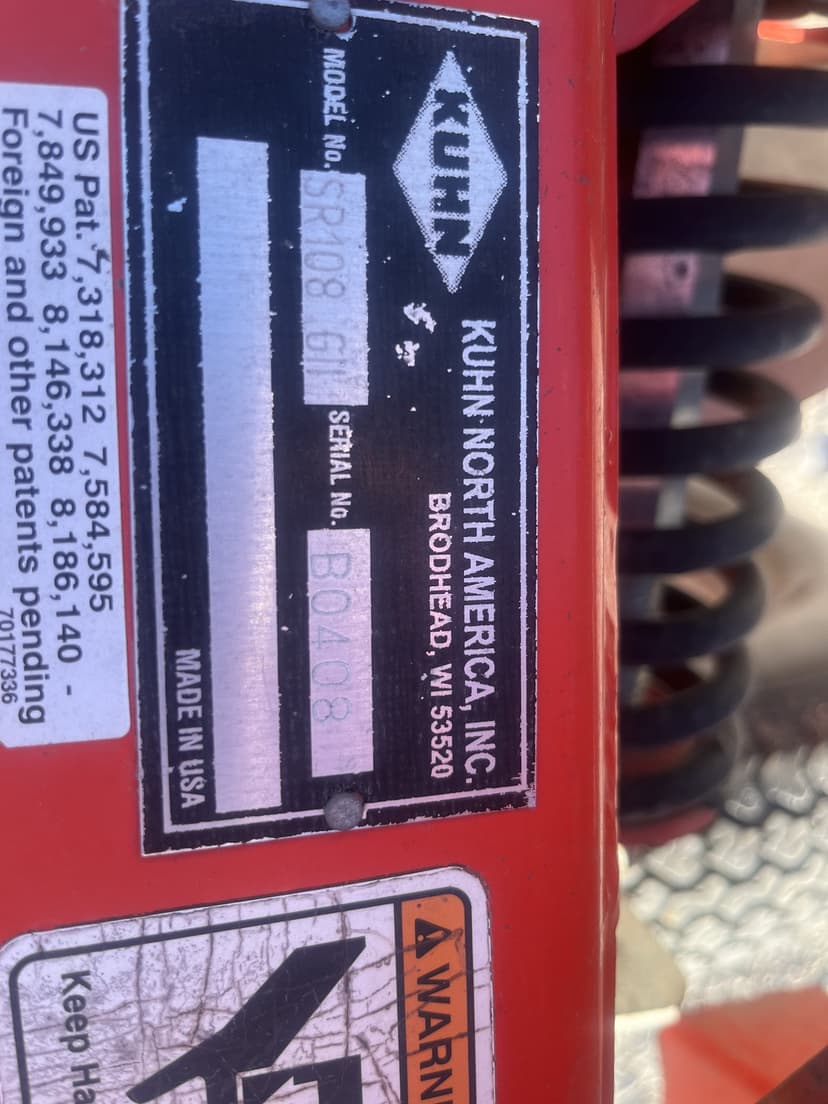 KUHN
KUHN NORTH AMERICA, INC.
BRODHEAD, WI 53520
MODEL No. SR108 GII SERIAL No. B0408
MADE IN USA
US Pat. 7,318,312 7,584,595
7,849,933 8,146,338 8,186,140 -
Foreign and other patents pending
70177336
WARN
Keep Ha